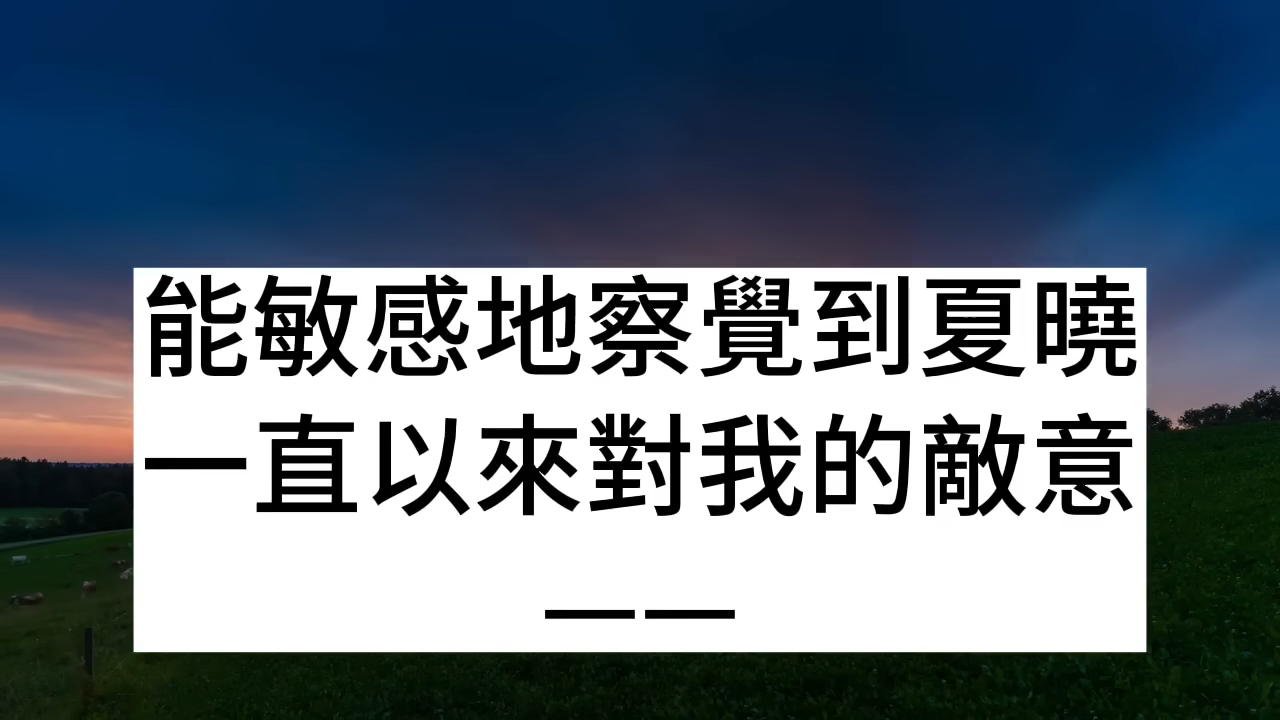 能敏感地察覺到夏曉
一直以來對我的敵意
——